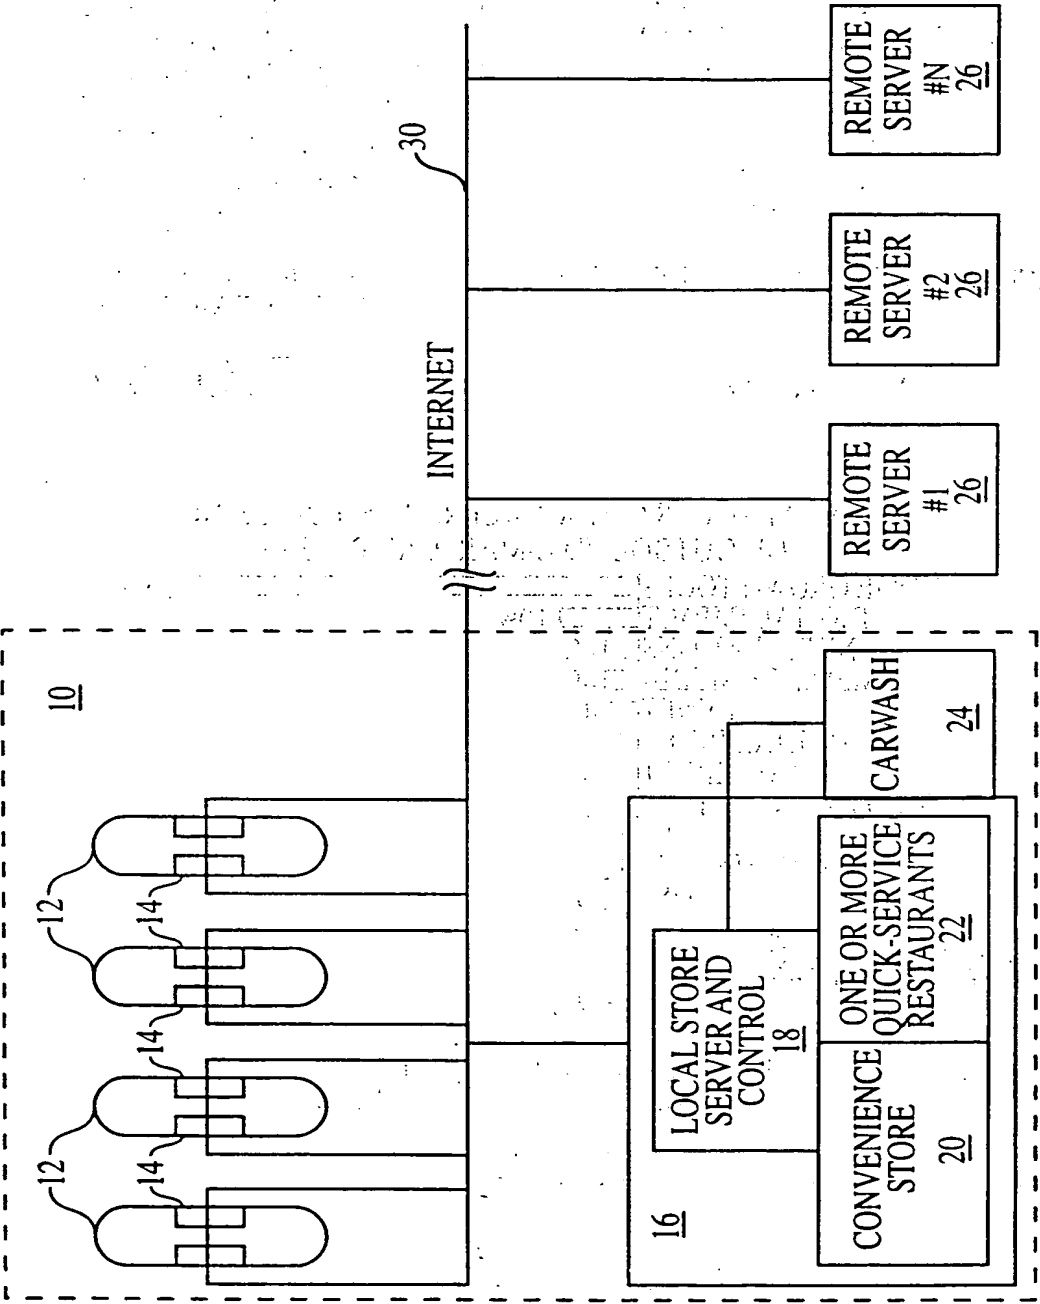 10
12
12
14
14
14
14
INTERNET
30
16
LOCAL STORE
SERVER AND
CONTROL
18
CONVENIENCE
STORE
20
ONE OR MORE
QUICK-SERVICE
RESTAURANTS
22
CARWASH
24
REMOTE
SERVER
#1
26
REMOTE
SERVER
#2
26
REMOTE
SERVER
#N
26